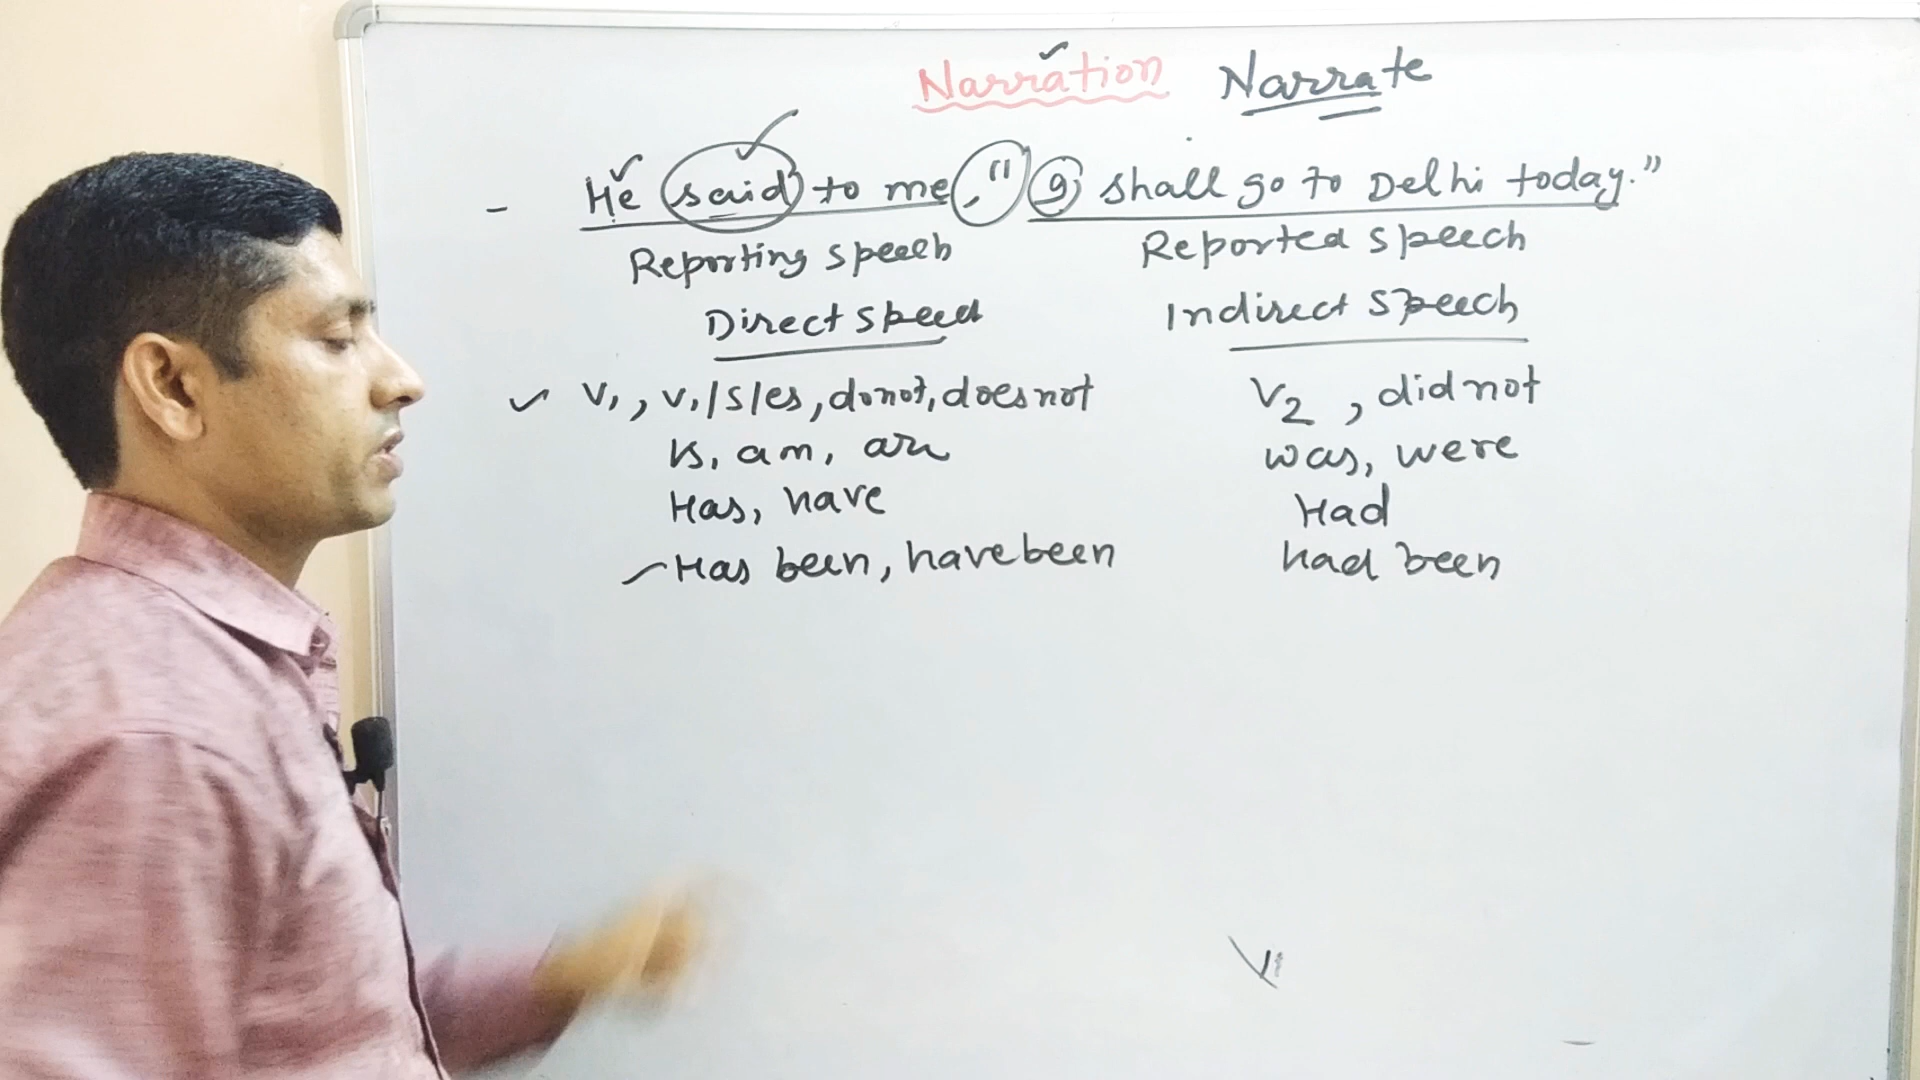 Narration Narrate
- He said to me, "I shall go to Delhi today."
Reporting speech Reported speech
Direct speed Indirect speech
✓ V₁, V₁/s/es, do not, does not V₂, did not
is, am, are was, were
Has, have Had
Has been, have been had been
V₁